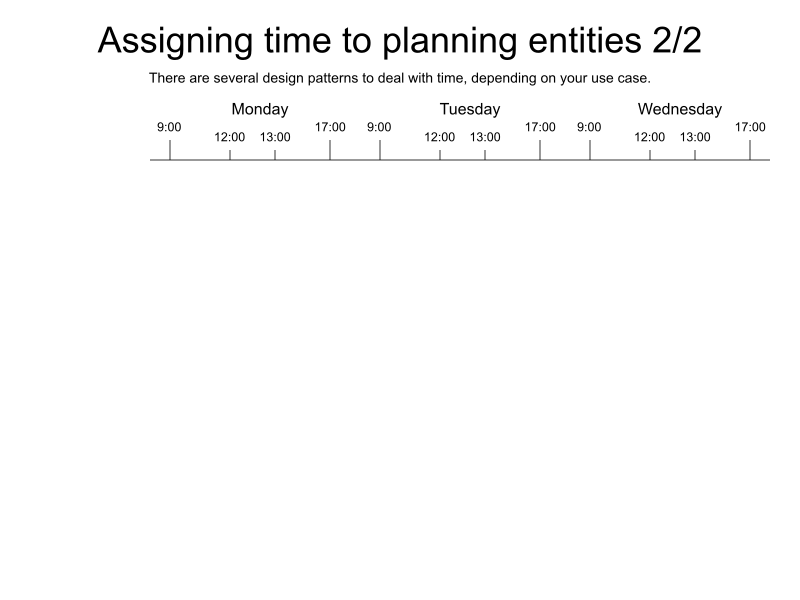 Assigning time to planning entities 2/2
There are several design patterns to deal with time, depending on your use case.
Monday Tuesday Wednesday
9:00 17:00 9:00 17:00 9:00 17:00
12:00 13:00 12:00 13:00 12:00 13:00